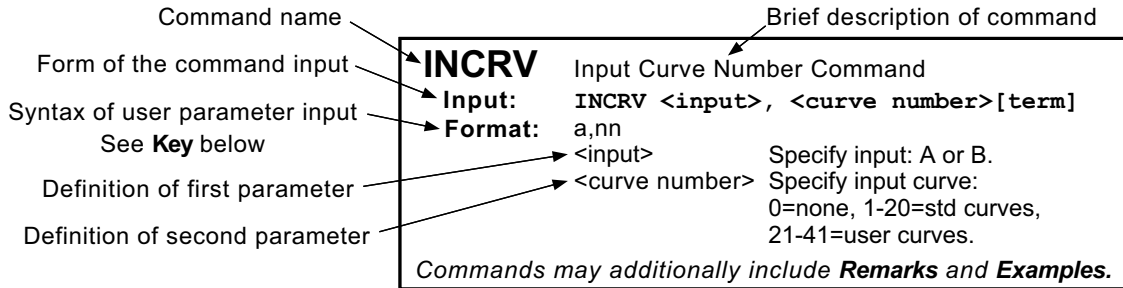 Command name
Brief description of command
INCRV Input Curve Number Command
Form of the command input
Input: INCRV <input>, <curve number>[term]
Syntax of user parameter input
Format: a,nn
See Key below
<input> Specify input: A or B.
Definition of first parameter
<curve number> Specify input curve:
0=none, 1-20=std curves,
Definition of second parameter
21-41=user curves.
Commands may additionally include Remarks and Examples.